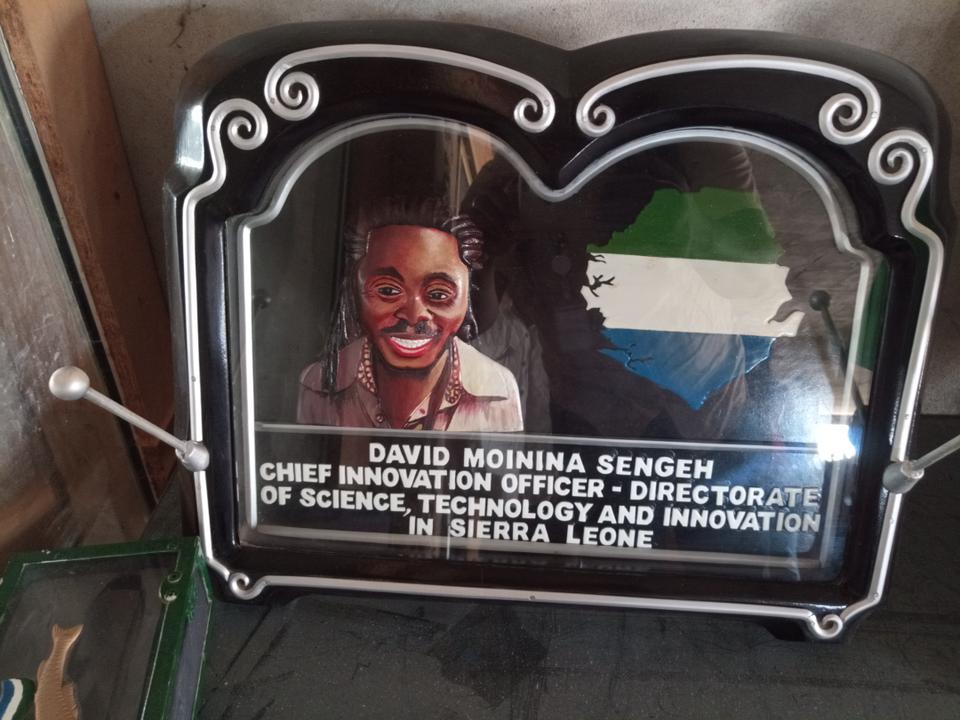 DAVID MOININA SENGEH
CHIEF INNOVATION OFFICER - DIRECTORATE
OF SCIENCE, TECHNOLOGY AND INNOVATION
IN SIERRA LEONE